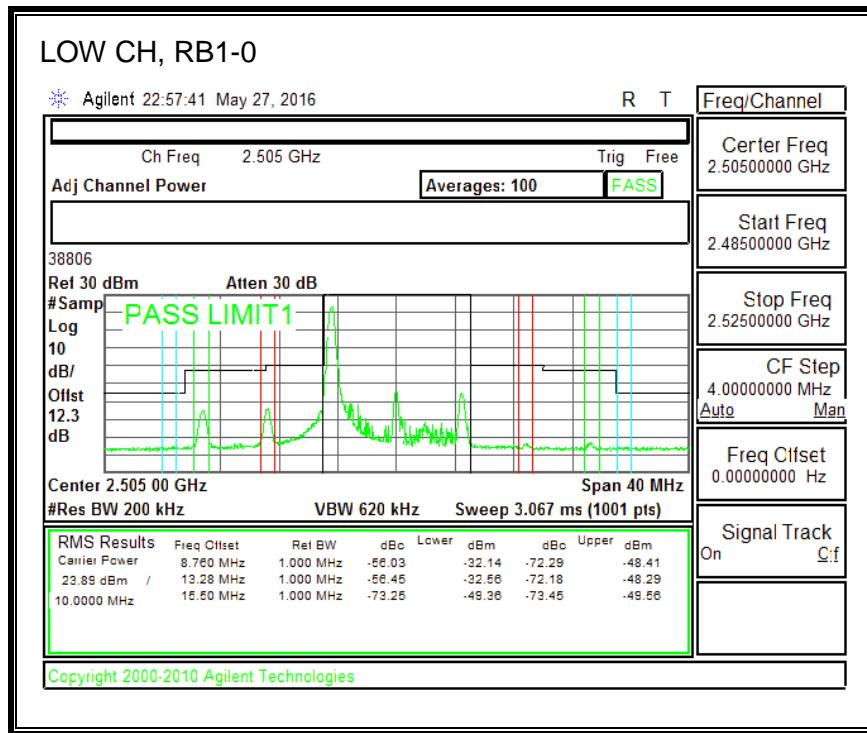 LOW CH, RB1-0
Agilent 22:57:41 May 27, 2016 R T
Freq/Channel
Ch Freq 2.505 GHz Trig Free
Adj Channel Power Averages: 100 PASS
Center Freq
2.50500000 GHz
Start Freq
2.48500000 GHz
Stop Freq
2.52500000 GHz
CF Step
4.00000000 MHz
Auto Man
Freq Offset
0.00000000 Hz
Signal Track
On Off
38806
Ref 30 dBm Atten 30 dB
#Samp
Log
10
dB/
Offst
12.3
dB
PASS LIMIT1
Center 2.505 00 GHz Span 40 MHz
#Res BW 200 kHz VBW 620 kHz Sweep 3.067 ms (1001 pts)
RMS Results Freq Offset Ref BW dBc Lower dBm dBc Upper dBm
Carrier Power 8.760 MHz 1.000 MHz -56.03 -32.14 -72.29 -48.41
23.89 dBm / 13.28 MHz 1.000 MHz -56.45 -32.56 -72.18 -48.29
10.0000 MHz 15.50 MHz 1.000 MHz -73.25 -49.36 -73.45 -49.56
Copyright 2000-2010 Agilent Technologies